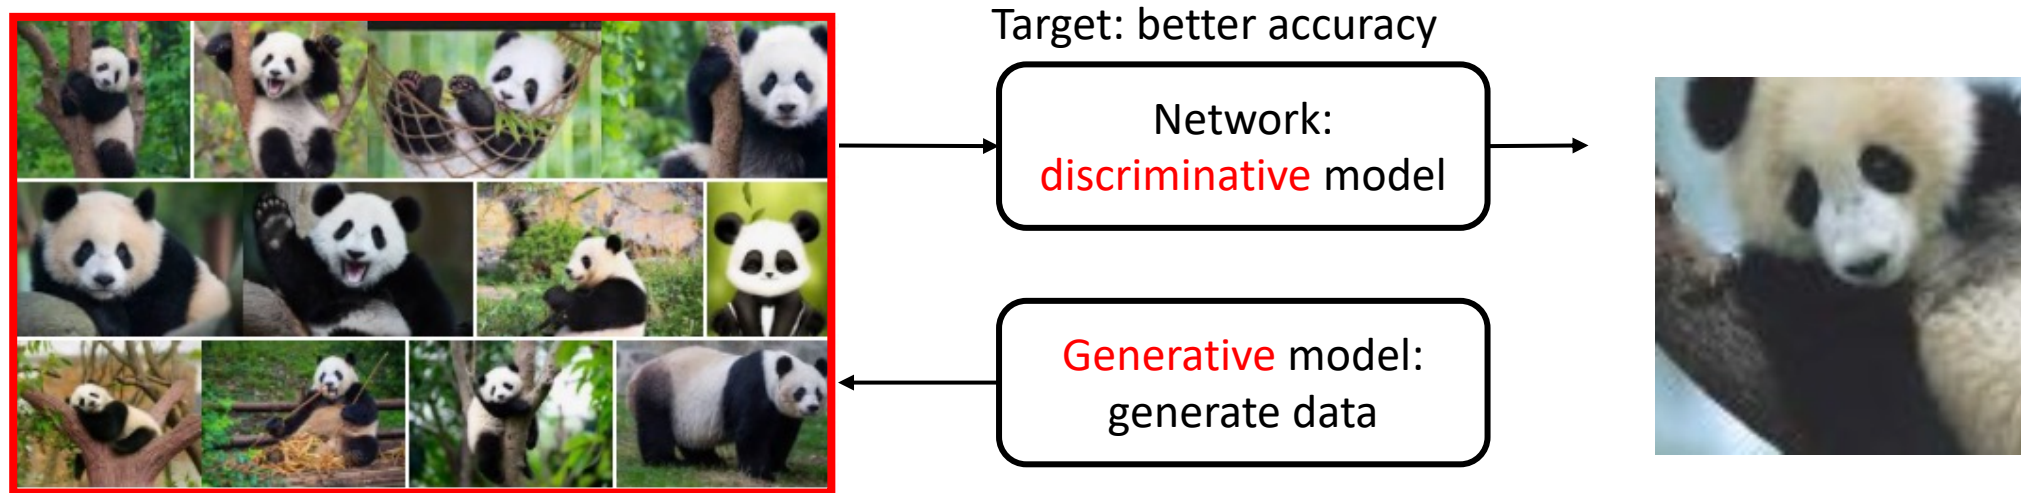 Target: better accuracy
Network:
discriminative model
Generative model:
generate data